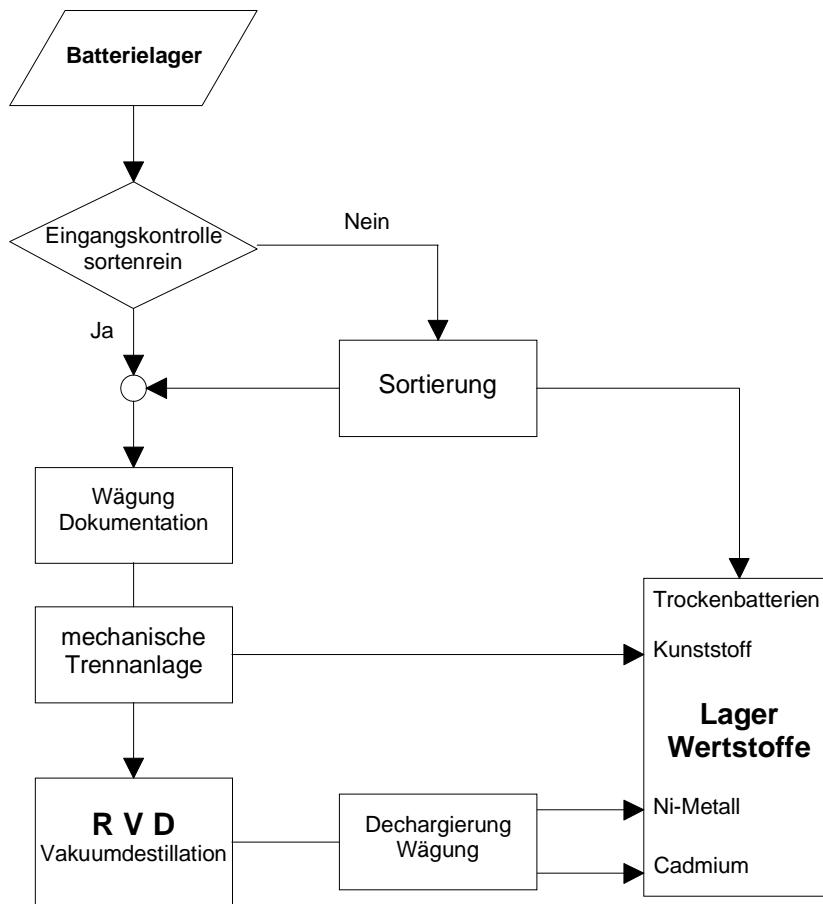 Batterielager
Eingangskontrolle
sortenrein
Nein
Ja
Sortierung
Wägung
Dokumentation
Trockenbatterien
mechanische
Trennanlage
Kunststoff
Lager
Wertstoffe
R V D
Vakuumdestillation
Dechargierung
Wägung
Ni-Metall
Cadmium